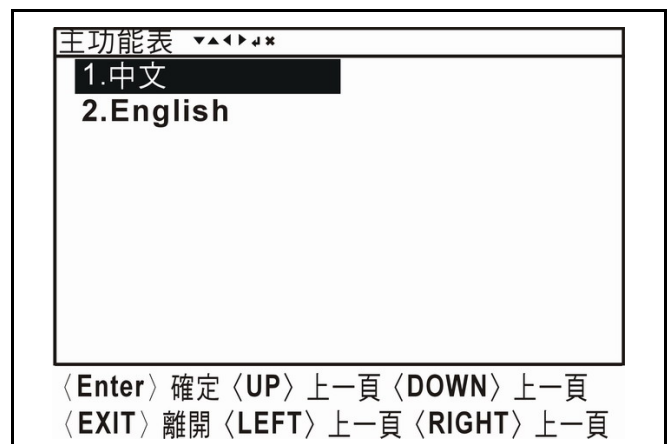 主功能表 ▼▲◀▶↲✖
1.中文
2.English
〈Enter〉確定〈UP〉上一頁〈DOWN〉上一頁
〈EXIT〉離開〈LEFT〉上一頁〈RIGHT〉上一頁